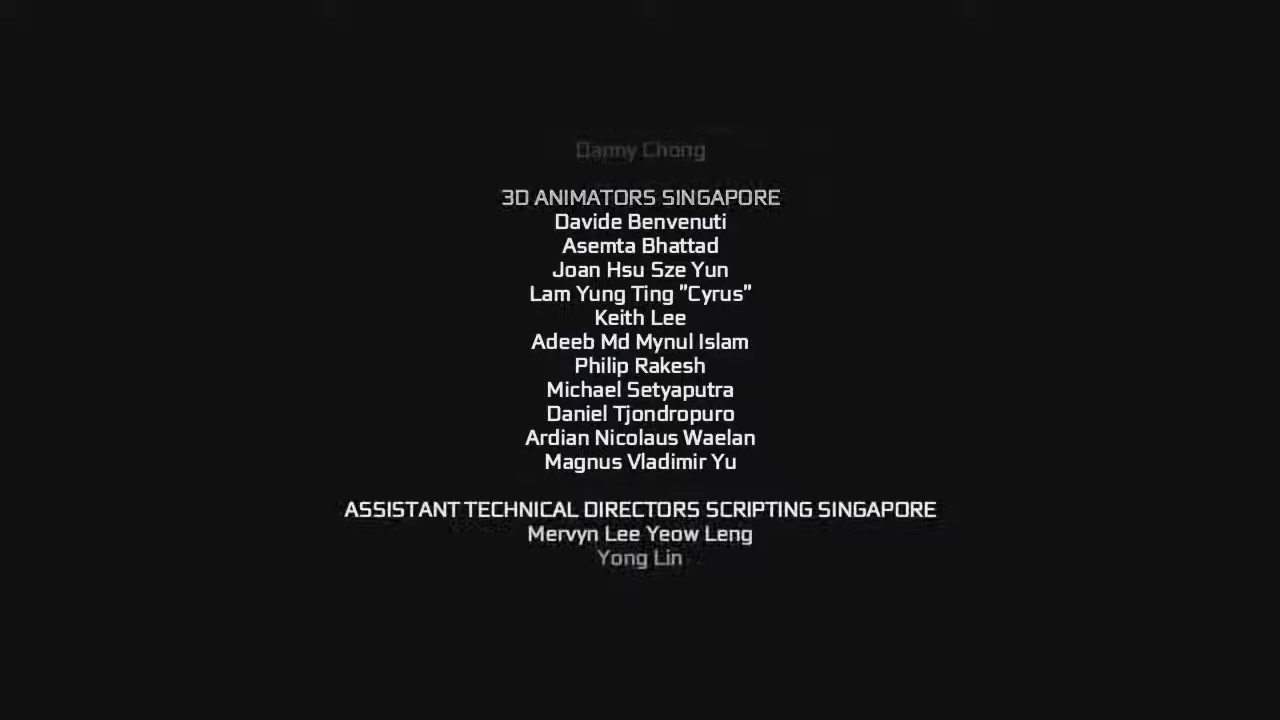 Danny Chong
3D ANIMATORS SINGAPORE
Davide Benvenuti
Asemta Bhattad
Joan Hsu Sze Yun
Lam Yung Ting "Cyrus"
Keith Lee
Adeeb Md Mynul Islam
Philip Rakesh
Michael Setyaputra
Daniel Tjondropuro
Ardian Nicolaus Waelan
Magnus Vladimir Yu
ASSISTANT TECHNICAL DIRECTORS SCRIPTING SINGAPORE
Mervyn Lee Yeow Leng
Yong Lin